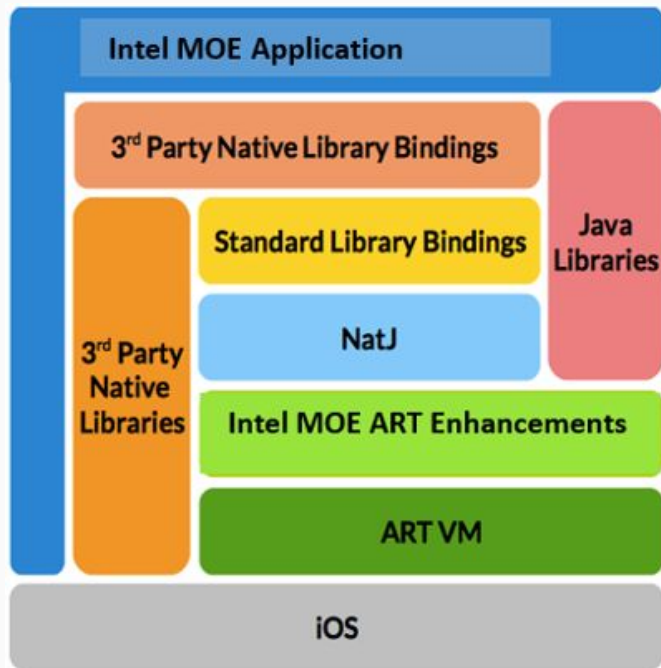 Intel MOE Application
3rd Party Native Library Bindings
Standard Library Bindings
Java
Libraries
NatJ
3rd Party
Native
Libraries
Intel MOE ART Enhancements
ART VM
iOS